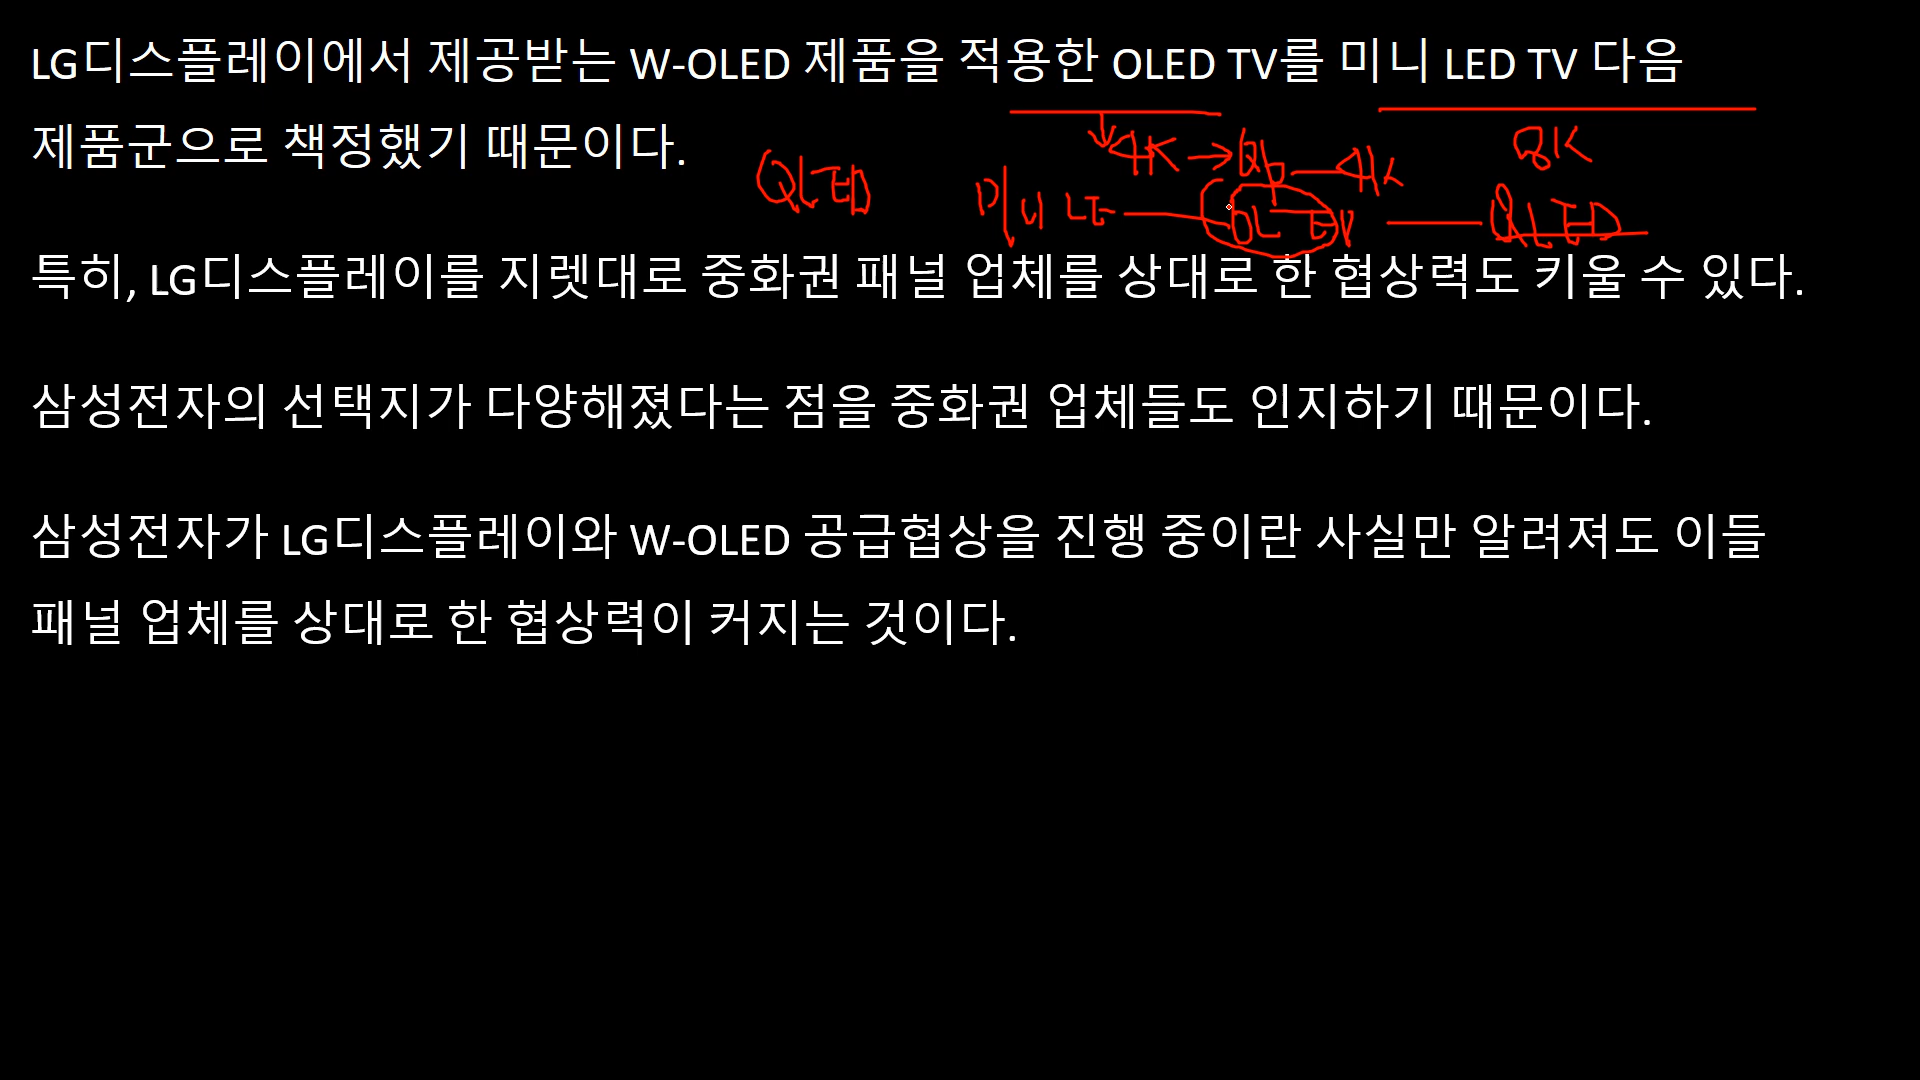 LG디스플레이에서 제공받는 W-OLED 제품을 적용한 OLED TV를 미니 LED TV 다음
제품군으로 책정했기 때문이다.
4K 4K 8K
QLED 미니 LE QLED
특히, LG디스플레이를 지렛대로 중화권 패널 업체를 상대로 한 협상력도 키울 수 있다.
삼성전자의 선택지가 다양해졌다는 점을 중화권 업체들도 인지하기 때문이다.
삼성전자가 LG디스플레이와 W-OLED 공급협상을 진행 중이란 사실만 알려져도 이들
패널 업체를 상대로 한 협상력이 커지는 것이다.